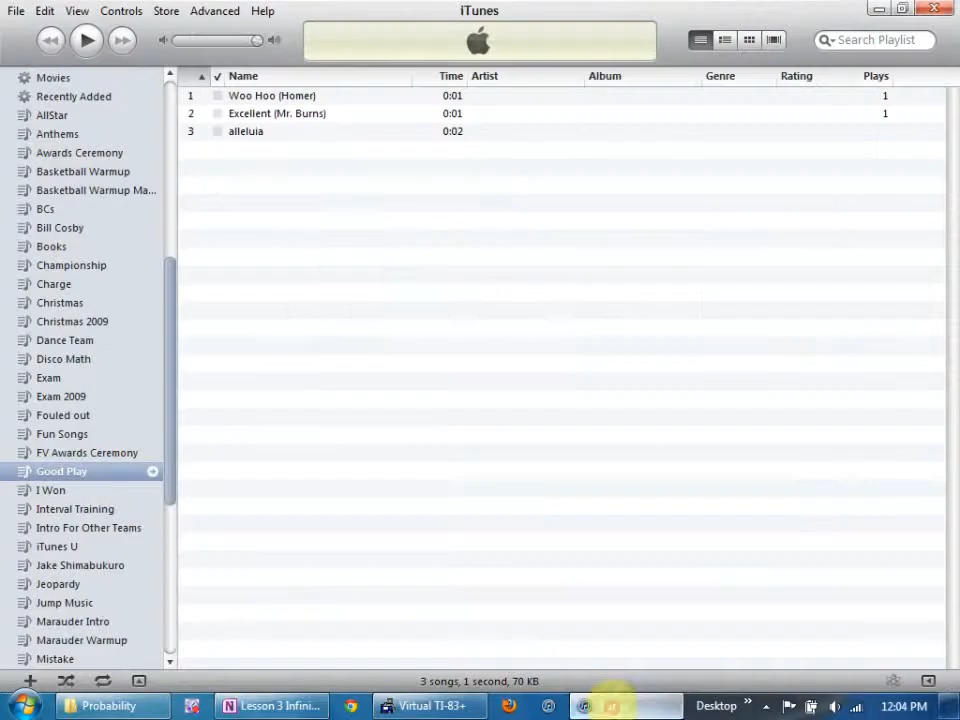 File Edit View Controls Store Advanced Help
iTunes
Search Playlist
Name Time Artist Album Genre Rating Plays
1 Woo Hoo (Homer) 0:01 1
2 Excellent (Mr. Burns) 0:01 1
3 alleluia 0:02
Movies
Recently Added
AllStar
Anthems
Awards Ceremony
Basketball Warmup
Basketball Warmup Ma...
BCs
Bill Cosby
Books
Championship
Charge
Christmas
Christmas 2009
Dance Team
Disco Math
Exam
Exam 2009
Fouled out
Fun Songs
FV Awards Ceremony
Good Play
I Won
Interval Training
Intro For Other Teams
iTunes U
Jake Shimabukuro
Jeopardy
Jump Music
Marauder Intro
Marauder Warmup
Mistake
3 songs, 1 second, 70 KB
Probability
Lesson 3 Infini...
Virtual TI-83+
Desktop
12:04 PM